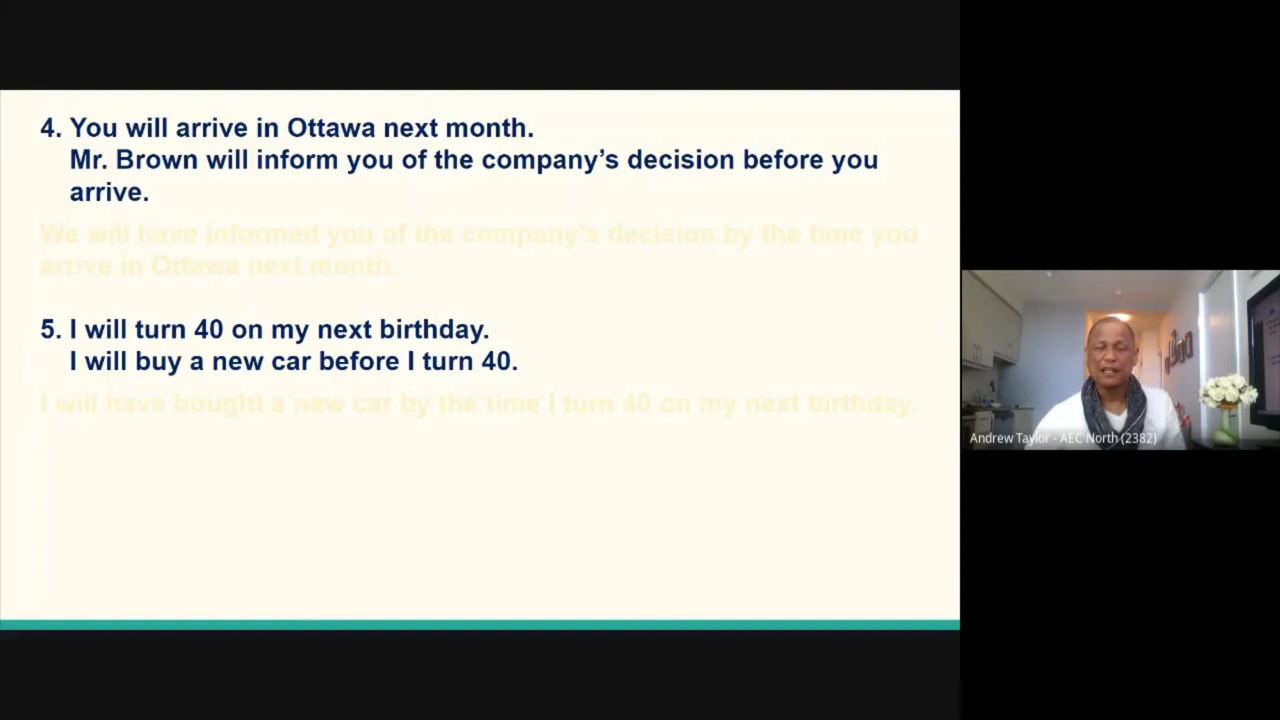 4. You will arrive in Ottawa next month.
Mr. Brown will inform you of the company's decision before you
arrive.
We will have informed you of the company's decision by the time you
arrive in Ottawa next month.
5. I will turn 40 on my next birthday.
I will buy a new car before I turn 40.
I will have bought a new car by the time I turn 40 on my next birthday.
Andrew Taylor - AEC North (2382)